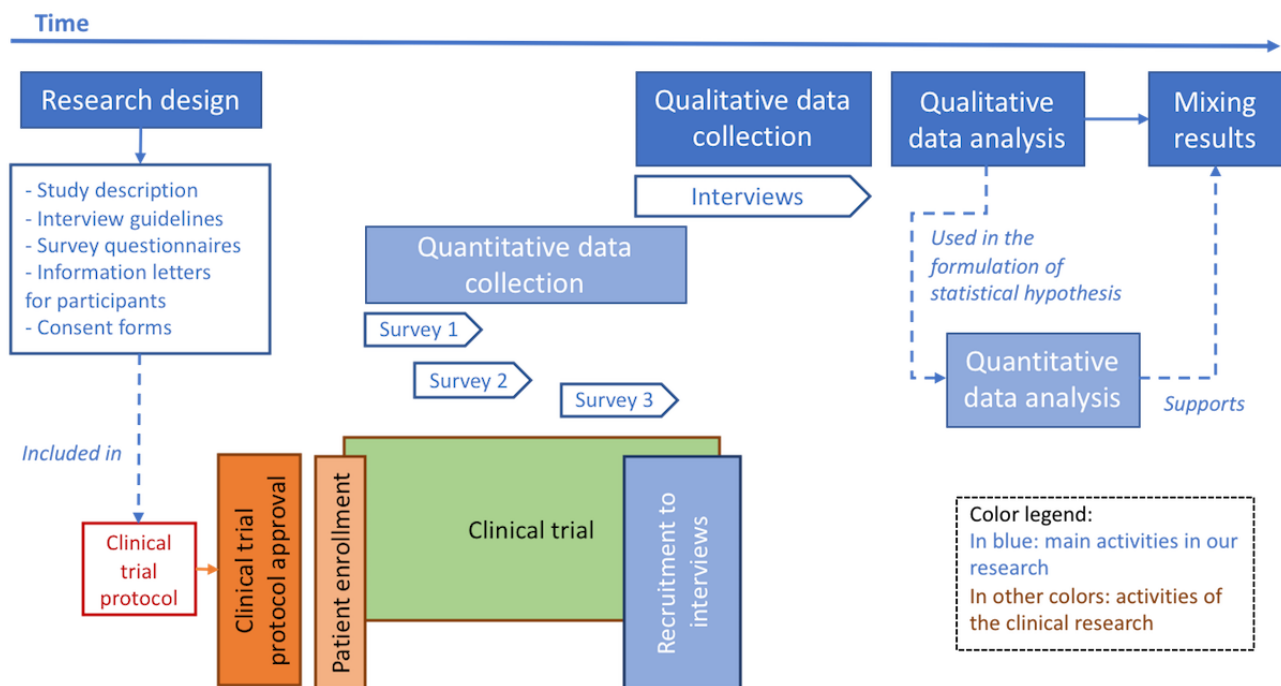 Time
Research design
- Study description
- Interview guidelines
- Survey questionnaires
- Information letters
for participants
- Consent forms
Included in
Clinical
trial
protocol
Clinical trial
protocol approval
Patient enrollment
Quantitative data
collection
Survey 1
Survey 2
Survey 3
Clinical trial
Recruitment to
interviews
Qualitative data
collection
Interviews
Qualitative
data analysis
Used in the
formulation of
statistical hypothesis
Quantitative
data analysis
Supports
Mixing
results
Color legend:
In blue: main activities in our
research
In other colors: activities of
the clinical research